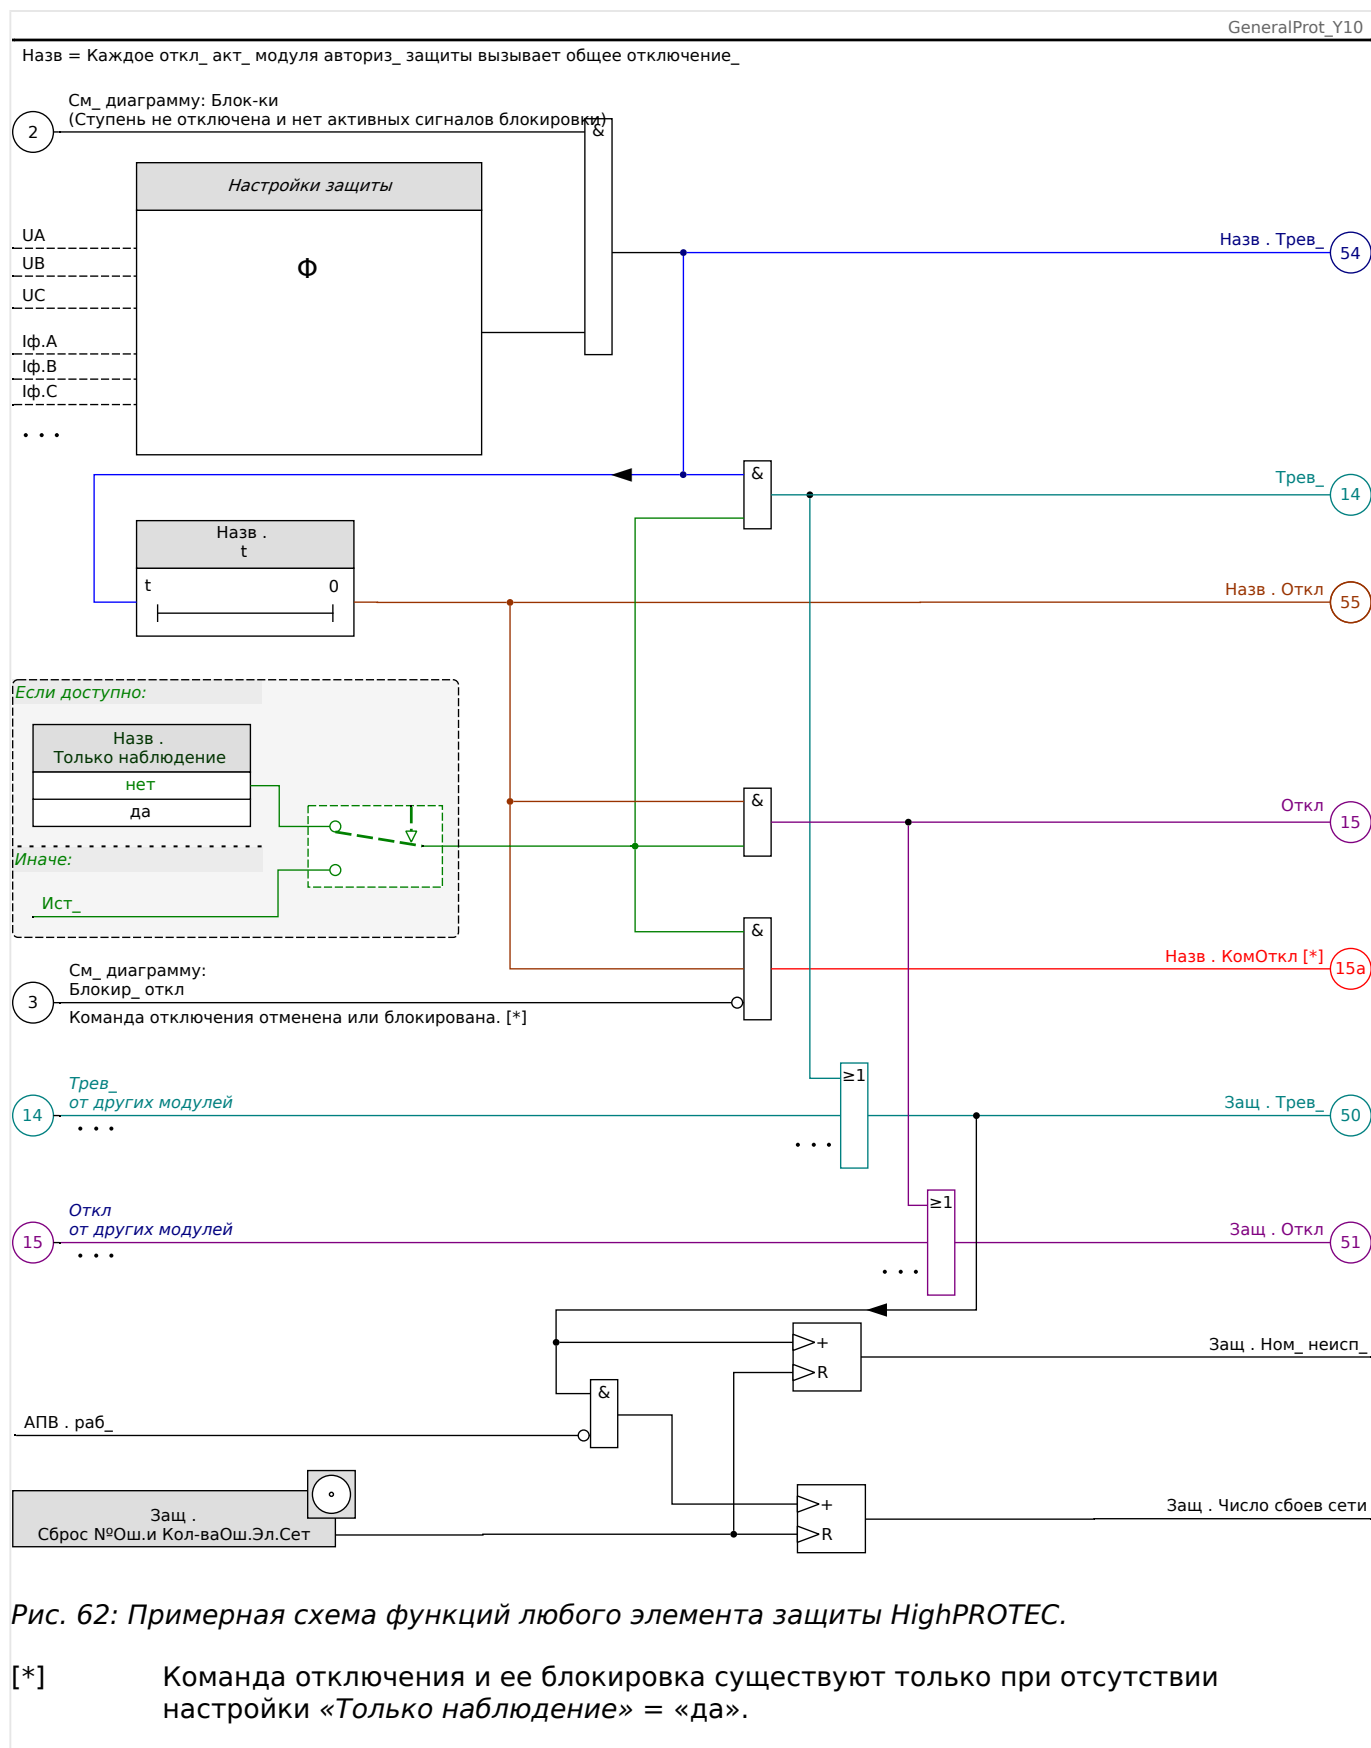 GeneralProt_Y10
Назв = Каждое откл_ акт_ модуля авториз_ защиты вызывает общее отключение_
См_ диаграмму: Блок-ки
(Ступень не отключена и нет активных сигналов блокировки)
2
&
Настройки защиты
Φ
UA
UB
UC
Iф.A
Iф.B
Iф.C
• • •
Назв . Трев_
54
&
Трев_
14
Назв .
t
t 0
Назв . Откл
55
Если доступно:
Назв .
Только наблюдение
нет
да
Иначе:
Ист_
&
Откл
15
&
Назв . КомОткл [*]
15a
См_ диаграмму:
Блокир_ откл
3
Команда отключения отменена или блокирована. [*]
≥1
Трев_
от других модулей
14
• • •
• • •
Защ . Трев_
50
≥1
Откл
от других модулей
15
• • •
• • •
Защ . Откл
51
+
R
Защ . Ном_ неисп_
&
АПВ . раб_
Защ .
Сброс №Ош.и Кол-ваОш.Эл.Сет
+
R
Защ . Число сбоев сети
Рис. 62: Примерная схема функций любого элемента защиты HighPROTEC.
[*] Команда отключения и ее блокировка существуют только при отсутствии
настройки «Только наблюдение» = «да».